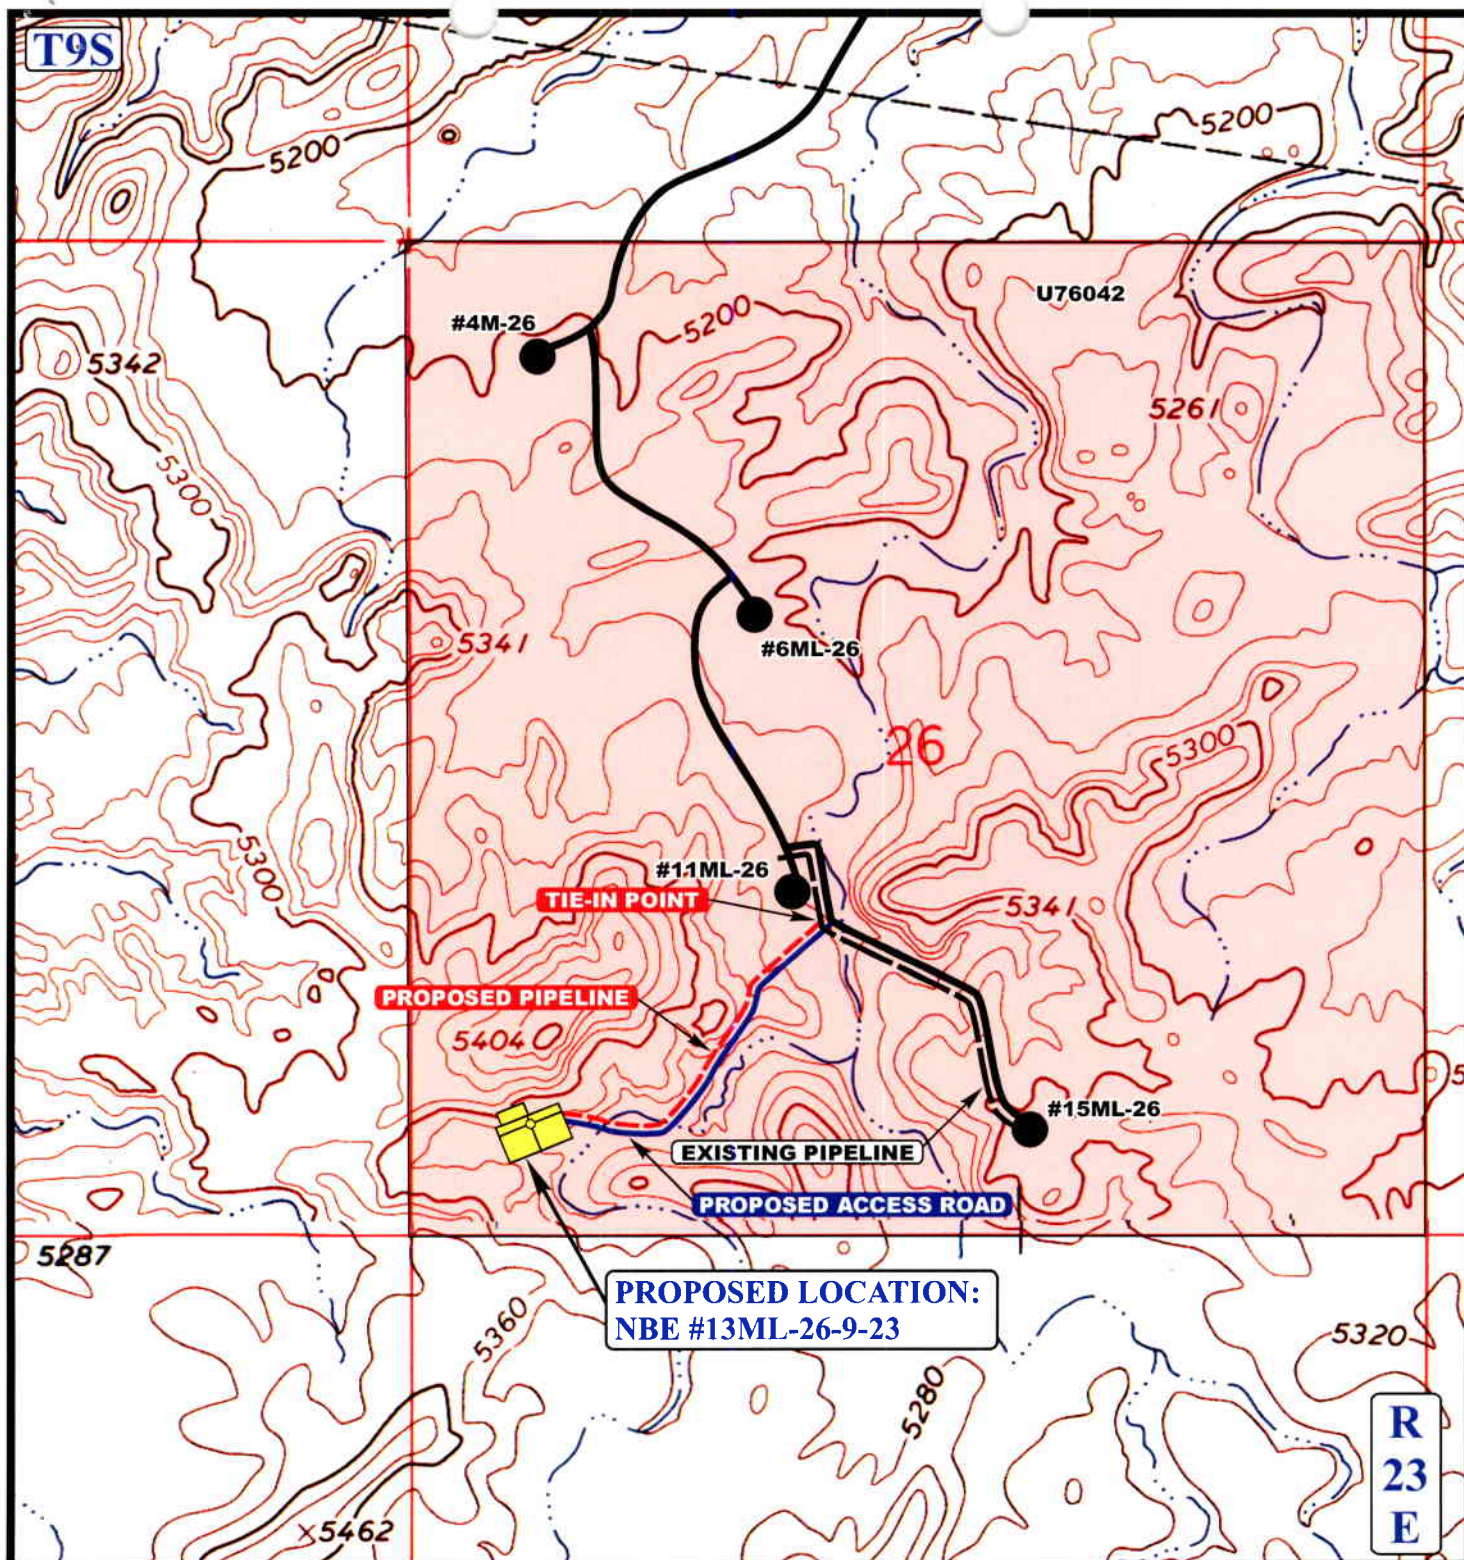 T9S
5200
5200
U76042
#4M-26
5200
5342
5261
5300
#6ML-26
5341
26
5300
5300
#11ML-26
TIE-IN POINT
5341
PROPOSED PIPELINE
5404
#15ML-26
EXISTING PIPELINE
PROPOSED ACCESS ROAD
5287
PROPOSED LOCATION:
NBE #13ML-26-9-23
5360
5320
5280
R
23
E
×5462